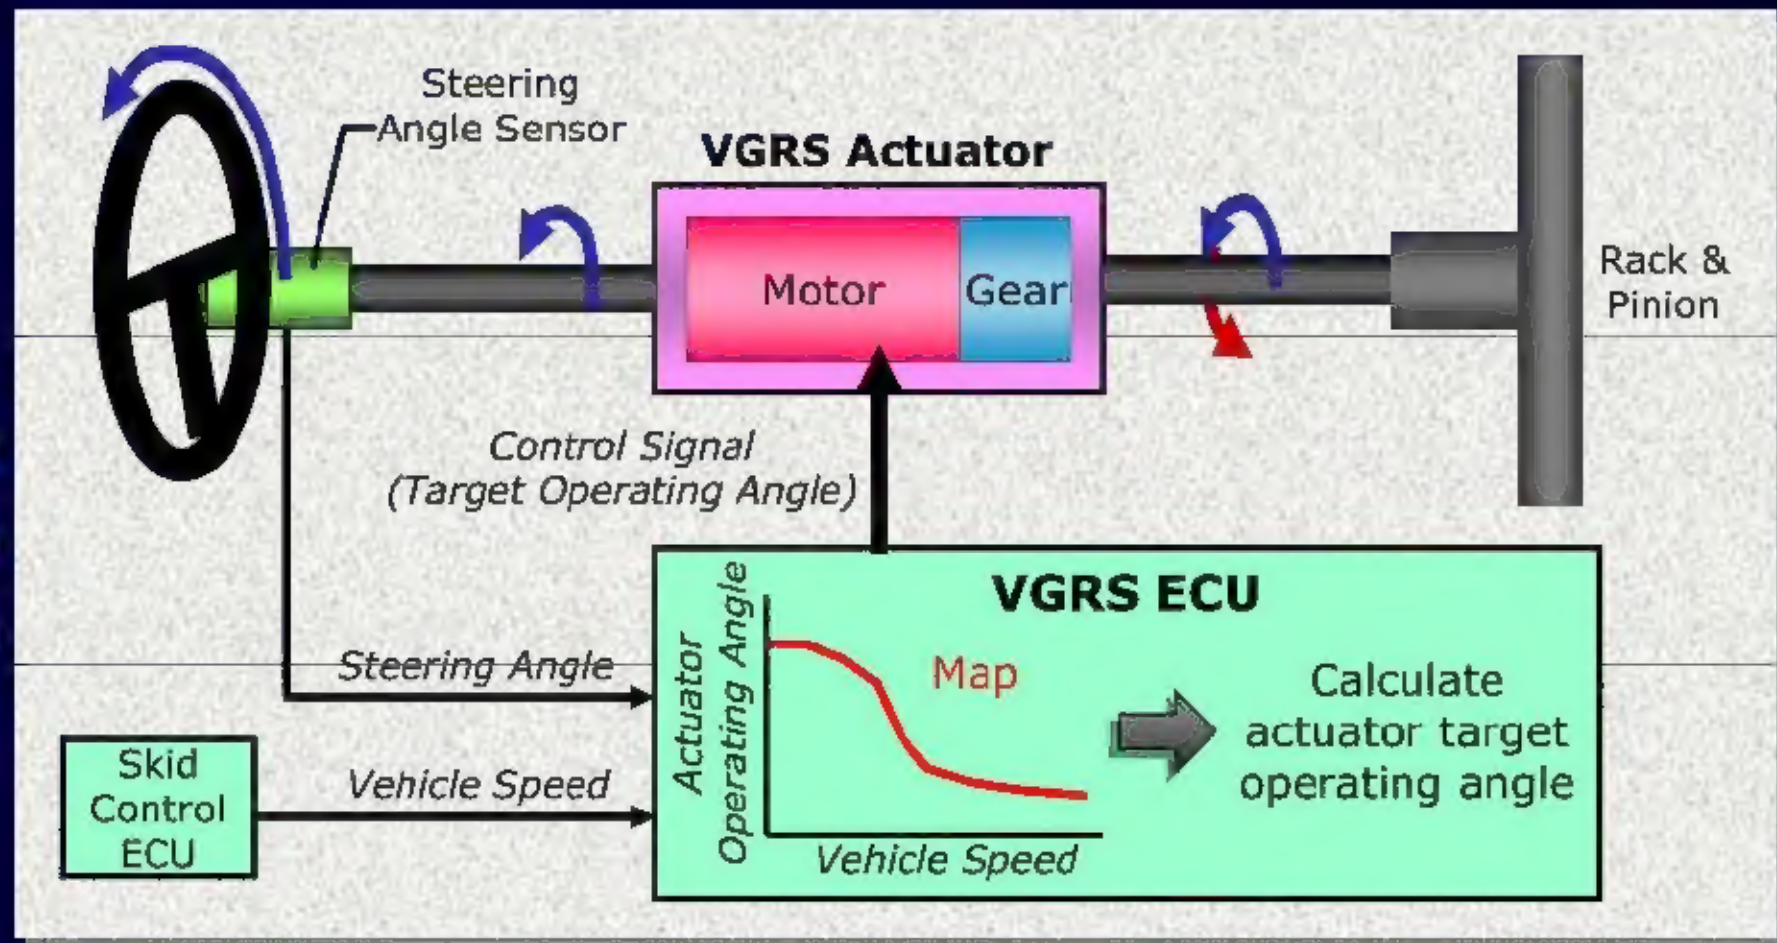 Steering
Angle Sensor
VGRS Actuator
Motor
Gear
Rack &
Pinion
Control Signal
(Target Operating Angle)
VGRS ECU
Steering Angle
Skid
Control
ECU
Vehicle Speed
Actuator
Operating Angle
Map
Vehicle Speed
Calculate
actuator target
operating angle